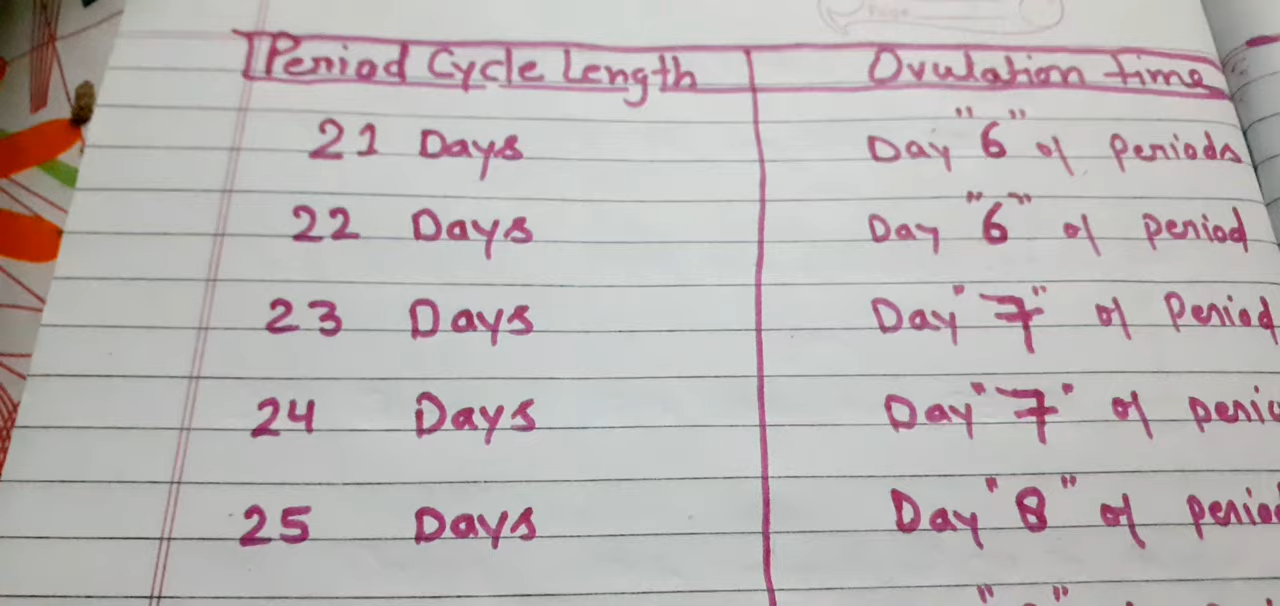 Period Cycle Length Ovulation time
21 Days Day "6" of periods
22 Days Day "6" of period
23 Days Day "7" of Period
24 Days Day "7" of
25 Days Day "8" of period